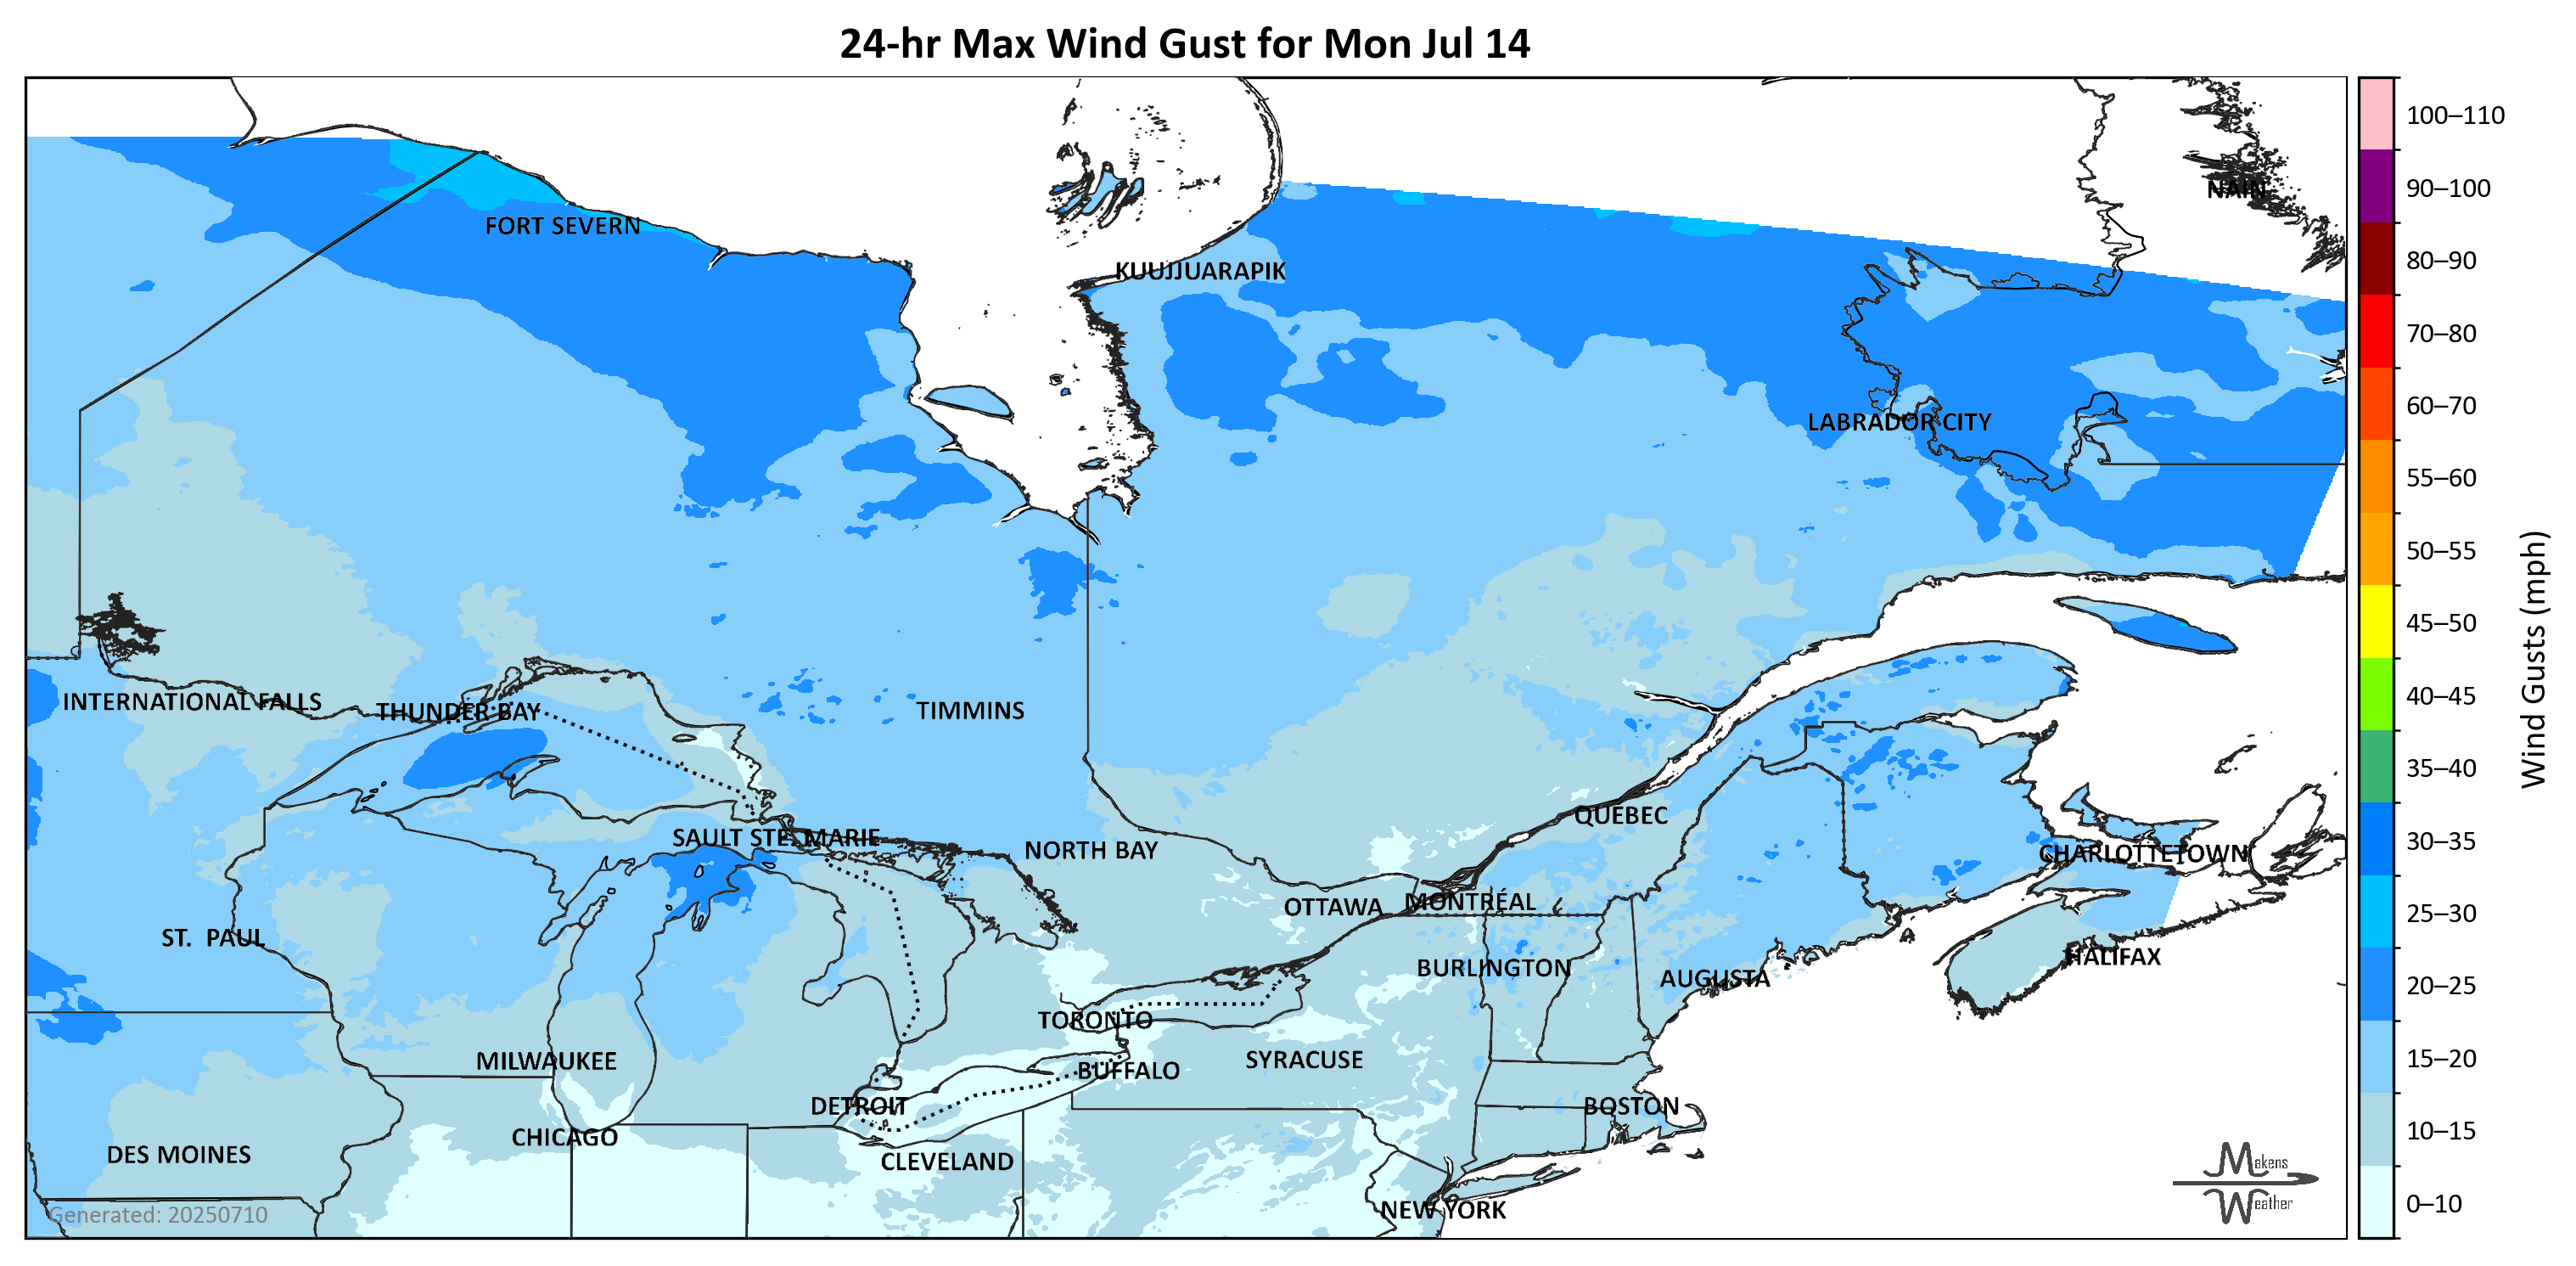 24-hr Max Wind Gust for Mon Jul 14
100–110
90–100
80–90
70–80
60–70
55–60
50–55
45–50
40–45
35–40
30–35
25–30
20–25
15–20
10–15
0–10
Wind Gusts (mph)
NAIN
FORT SEVERN
KUUJJUARAPIK
LABRADOR CITY
INTERNATIONAL FALLS
THUNDER BAY
TIMMINS
QUÉBEC
SAULT STE. MARIE
NORTH BAY
CHARLOTTETOWN
OTTAWA
MONTRÉAL
ST. PAUL
HALIFAX
BURLINGTON
AUGUSTA
TORONTO
MILWAUKEE
SYRACUSE
BUFFALO
DETROIT
BOSTON
CHICAGO
DES MOINES
CLEVELAND
NEW YORK
Generated: 20250710
Makens
Weather